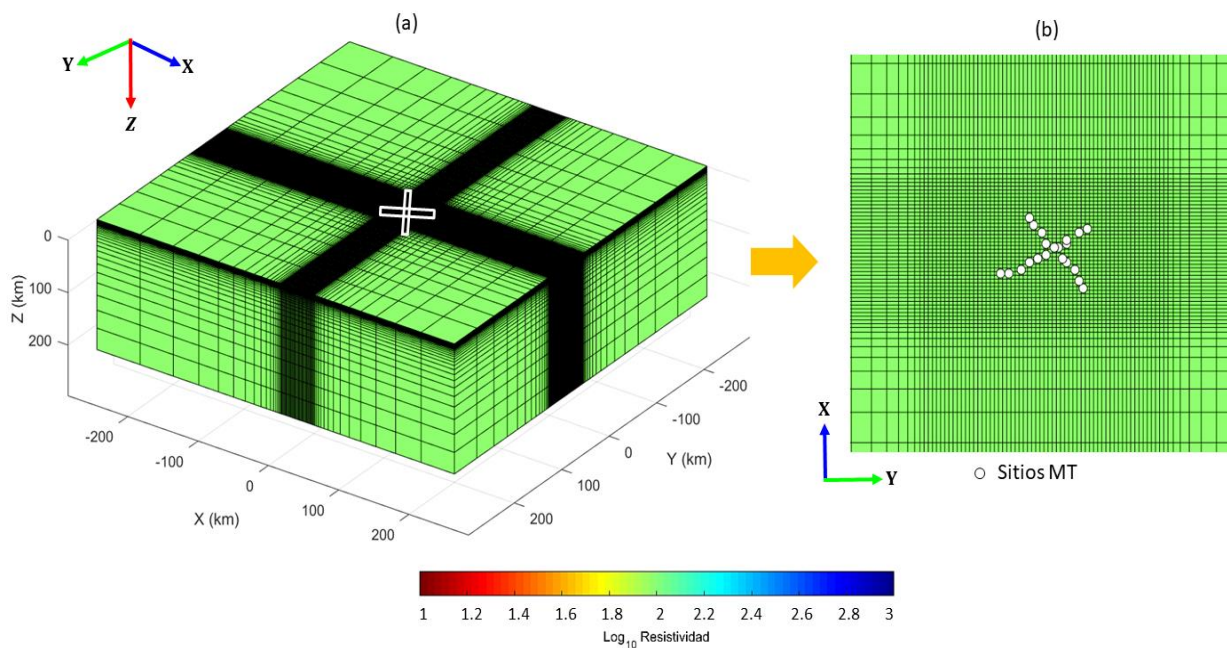 (a)
(b)
Y
X
Z
0
100
200
Z (km)
-200
-100
0
100
200
X (km)
-200
-100
0
100
200
Y (km)
X
Y
Sitios MT
1 1.2 1.4 1.6 1.8 2 2.2 2.4 2.6 2.8 3
Log10 Resistividad